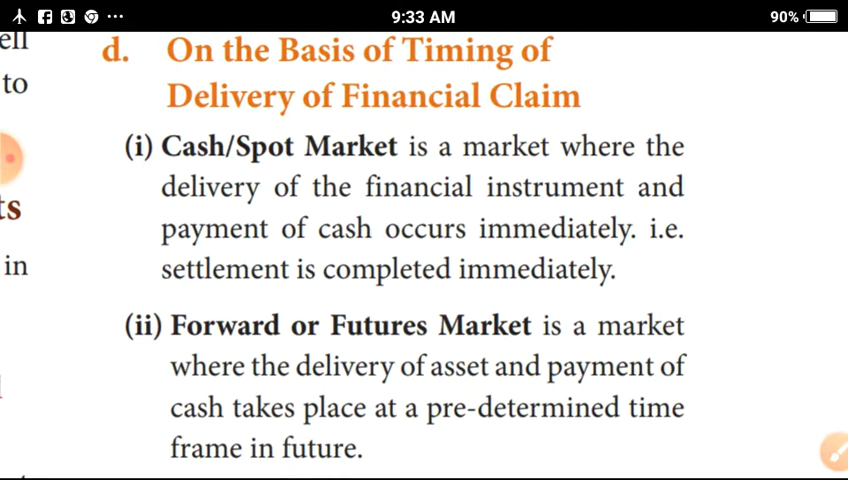 9:33 AM
90%
ell
to
ts
in
d. On the Basis of Timing of
Delivery of Financial Claim
(i) Cash/Spot Market is a market where the
delivery of the financial instrument and
payment of cash occurs immediately. i.e.
settlement is completed immediately.
(ii) Forward or Futures Market is a market
where the delivery of asset and payment of
cash takes place at a pre-determined time
frame in future.